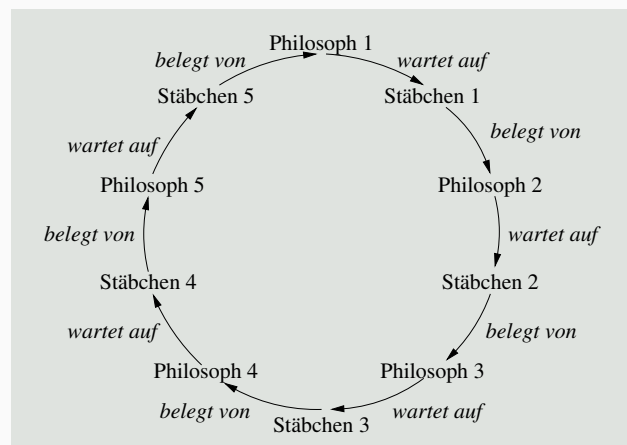 Philosoph 1
belegt von
wartet auf
Stäbchen 5
Stäbchen 1
belegt von
wartet auf
Philosoph 5
Philosoph 2
belegt von
wartet auf
Stäbchen 4
Stäbchen 2
wartet auf
belegt von
Philosoph 4
Philosoph 3
belegt von
wartet auf
Stäbchen 3